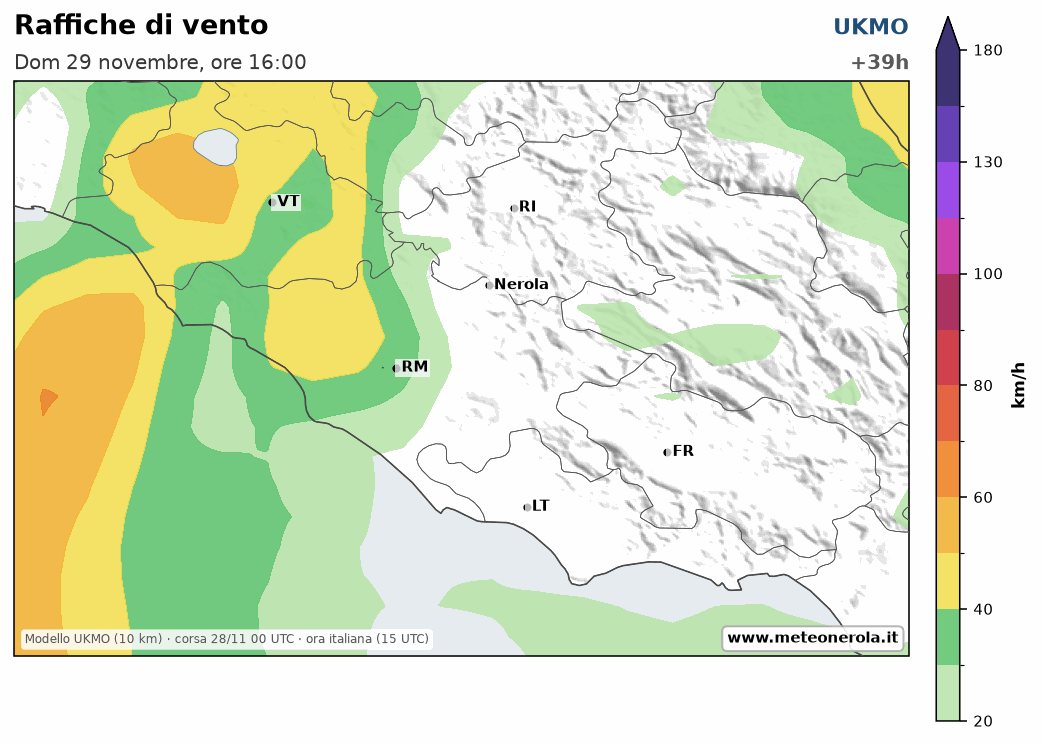 Raffiche di vento
UKMO
Dom 29 novembre, ore 16:00
+39h
180
130
100
80
60
40
20
km/h
VT
RI
Nerola
RM
FR
LT
Modello UKMO (10 km) · corsa 28/11 00 UTC · ora italiana (15 UTC)
www.meteonerola.it